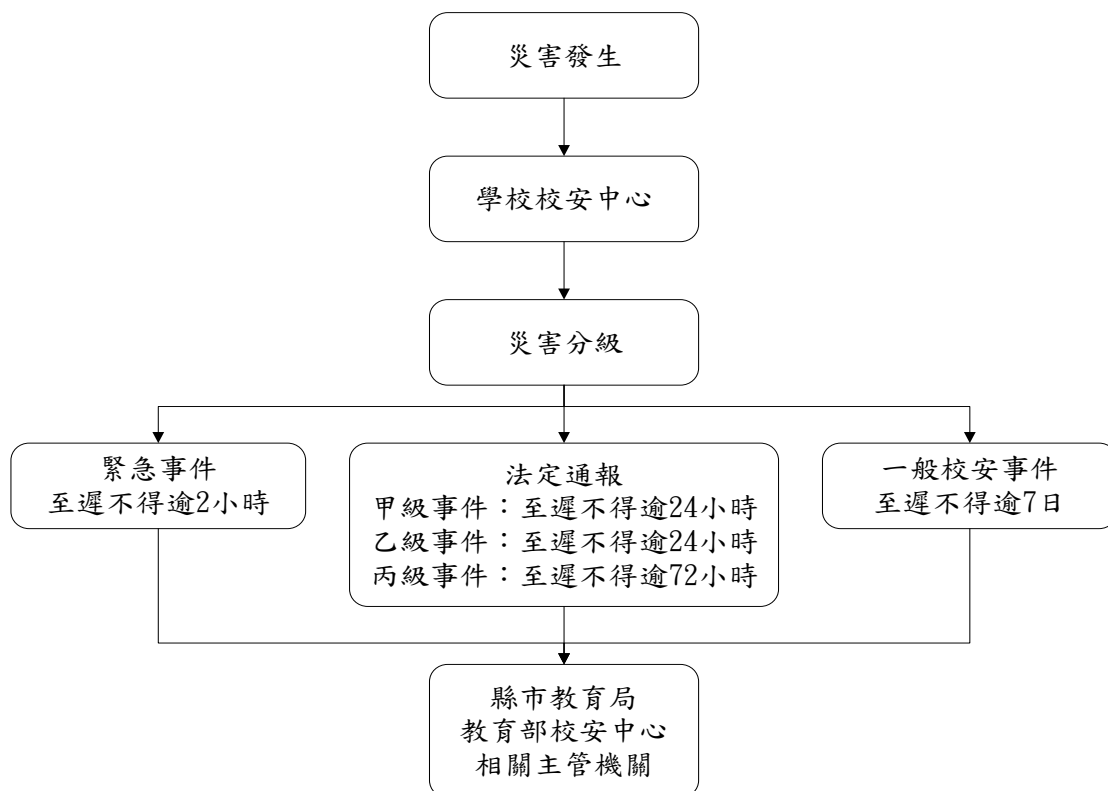 災害發生
學校校安中心
災害分級
緊急事件
至遲不得逾2小時
法定通報
甲級事件：至遲不得逾24小時
乙級事件：至遲不得逾24小時
丙級事件：至遲不得逾72小時
一般校安事件
至遲不得逾7日
縣市教育局
教育部校安中心
相關主管機關